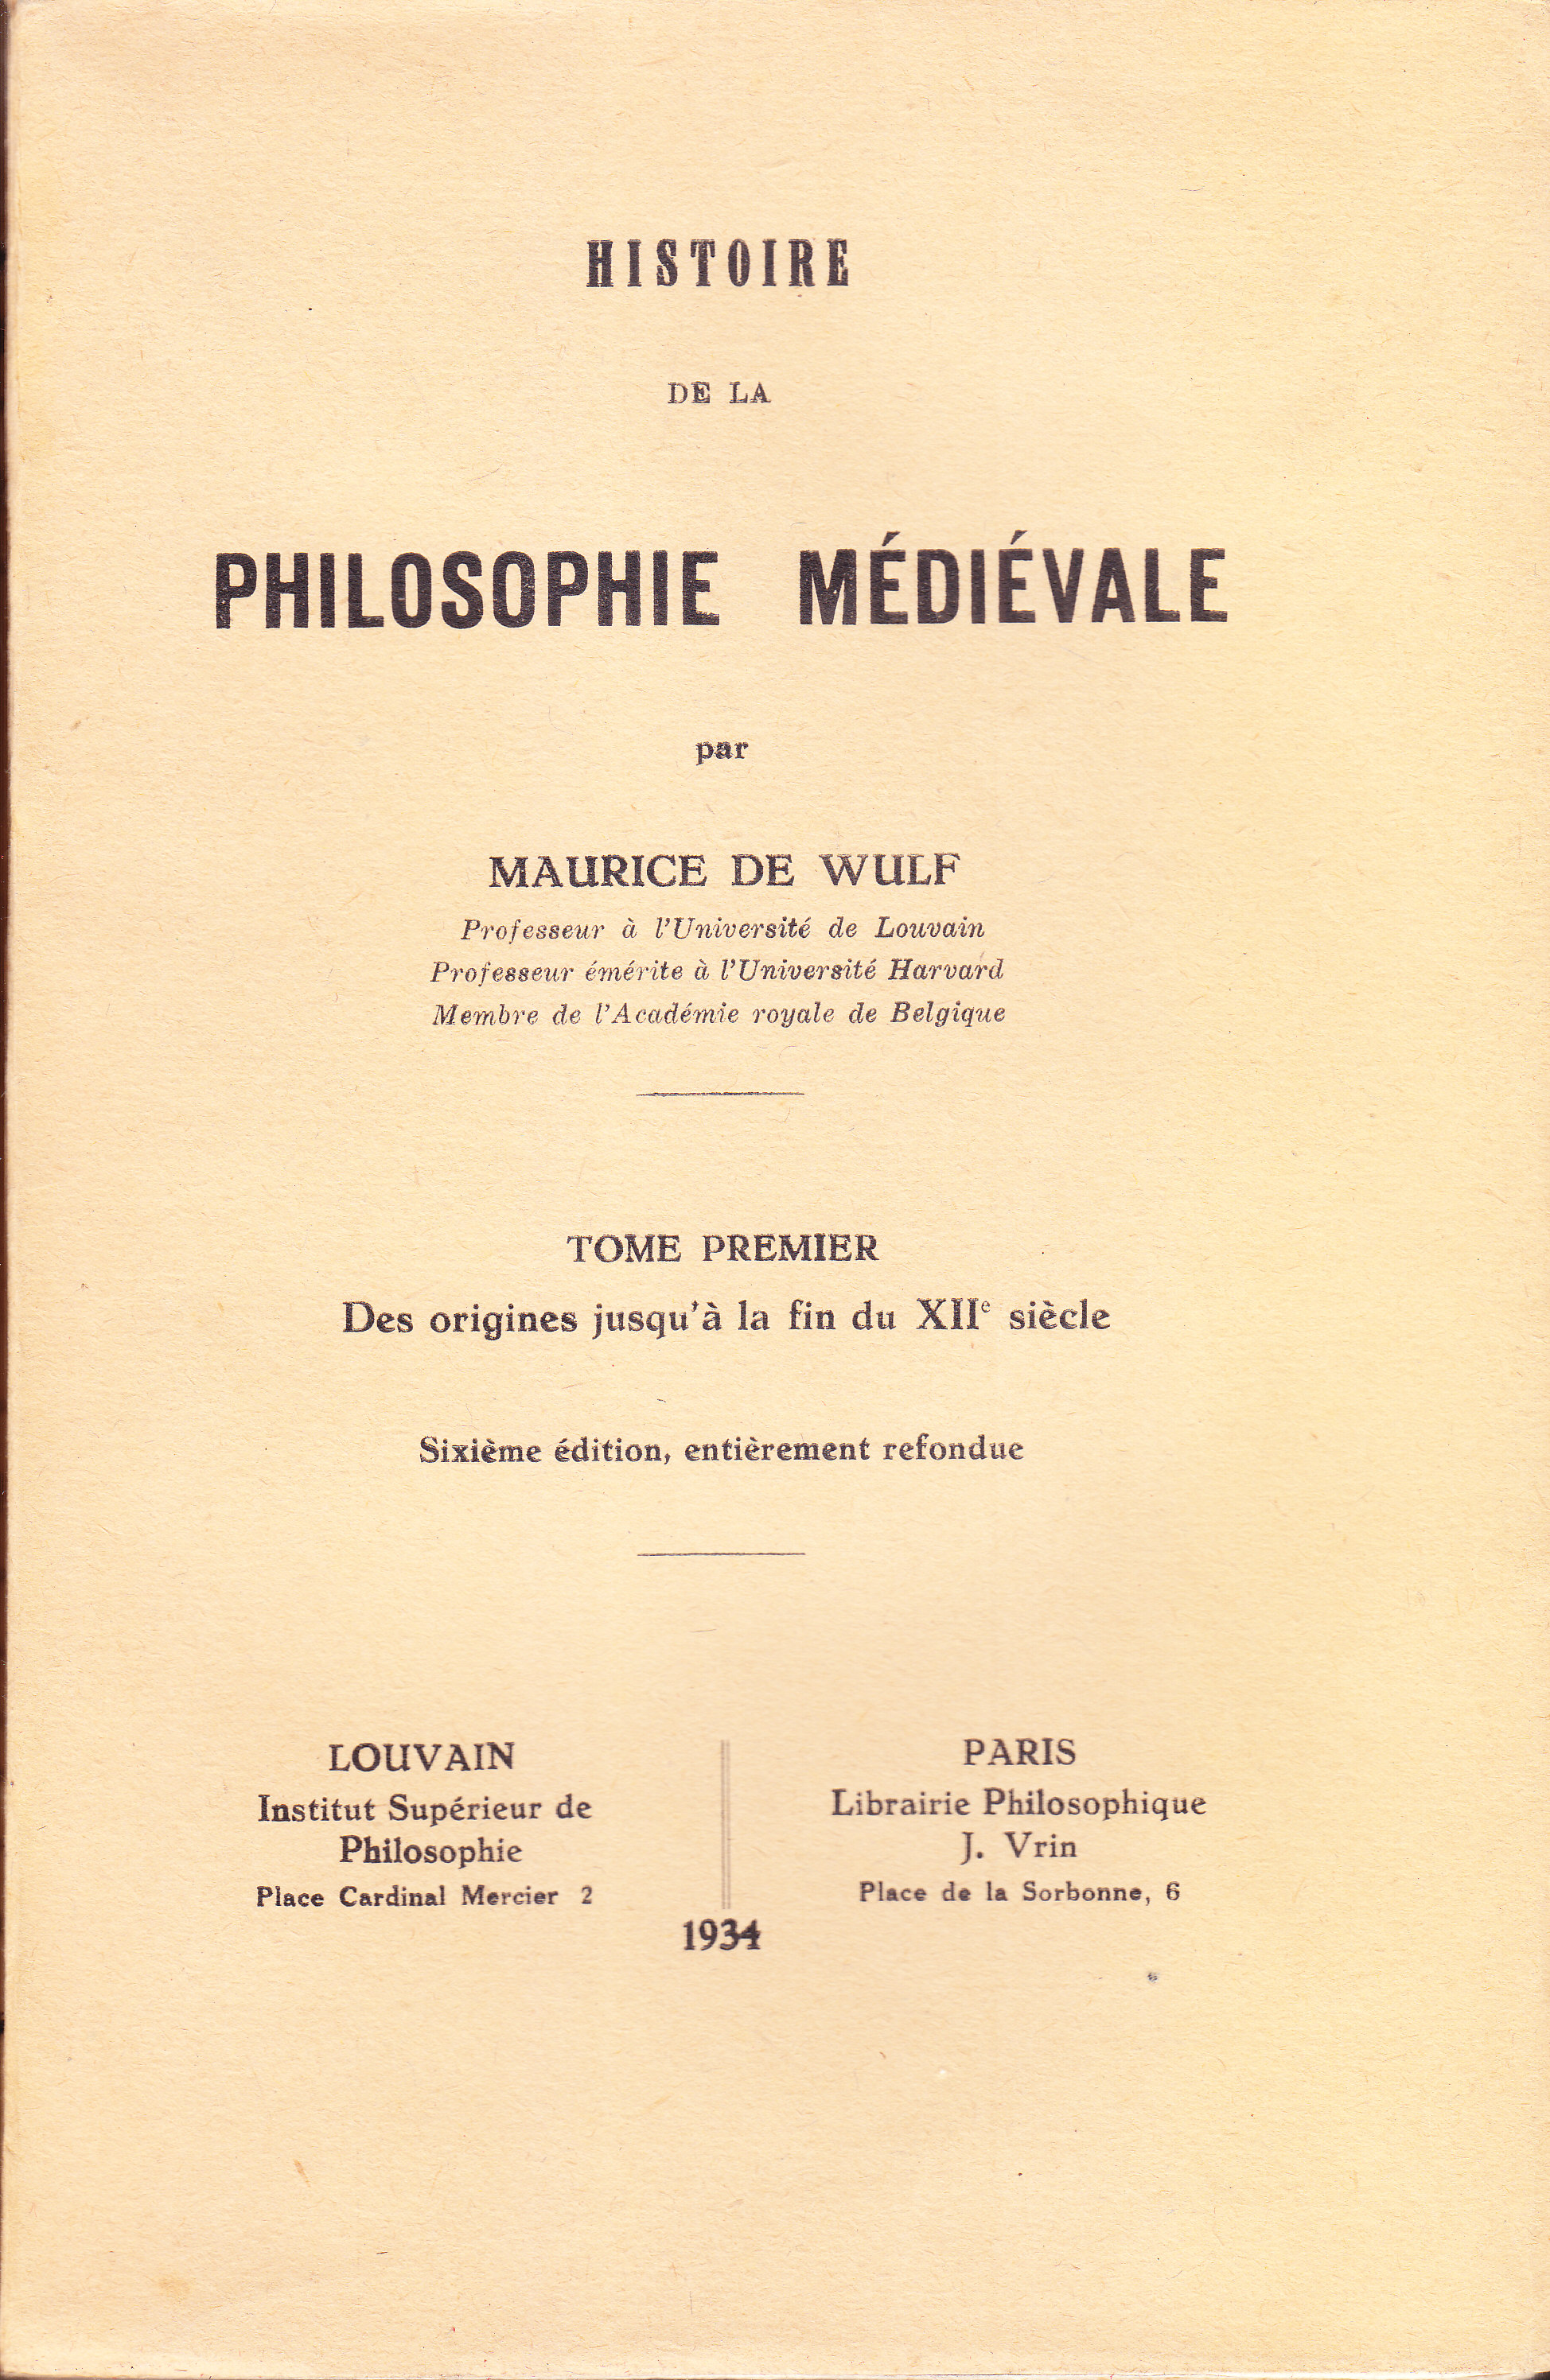 HISTOIRE
DE LA
PHILOSOPHIE MÉDIÉVALE
par
MAURICE DE WULF
Professeur à l'Université de Louvain
Professeur émérite à l'Université Harvard
Membre de l'Académie royale de Belgique
TOME PREMIER
Des origines jusqu'à la fin du XIIe siècle
Sixième édition, entièrement refondue
LOUVAIN
Institut Supérieur de
Philosophie
Place Cardinal Mercier 2
PARIS
Librairie Philosophique
J. Vrin
Place de la Sorbonne, 6
1934